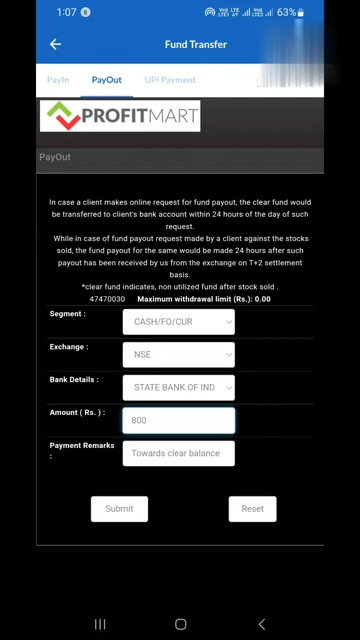 1:07
63%
Fund Transfer
PayIn PayOut UPI Payment
PROFITMART
PayOut
In case a client makes online request for fund payout, the clear fund would
be transferred to client's bank account within 24 hours of the day of such
request.
While in case of fund payout request made by a client against the stocks
sold, the fund payout for the same would be made 24 hours after such
payout has been received by us from the exchange on T+2 settlement
basis.
*clear fund indicates, non utilized fund after stock sold .
47470030 Maximum withdrawal limit (Rs.): 0.00
Segment : CASH/FO/CUR
Exchange : NSE
Bank Details : STATE BANK OF IND
Amount ( Rs. ) : 800
Payment Remarks : Towards clear balance
Submit Reset